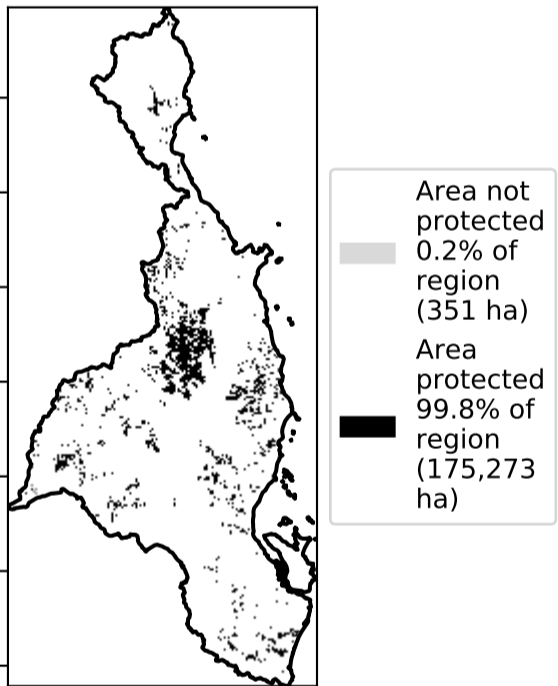 Area not
protected
0.2% of
region
(351 ha)
Area
protected
99.8% of
region
(175,273
ha)